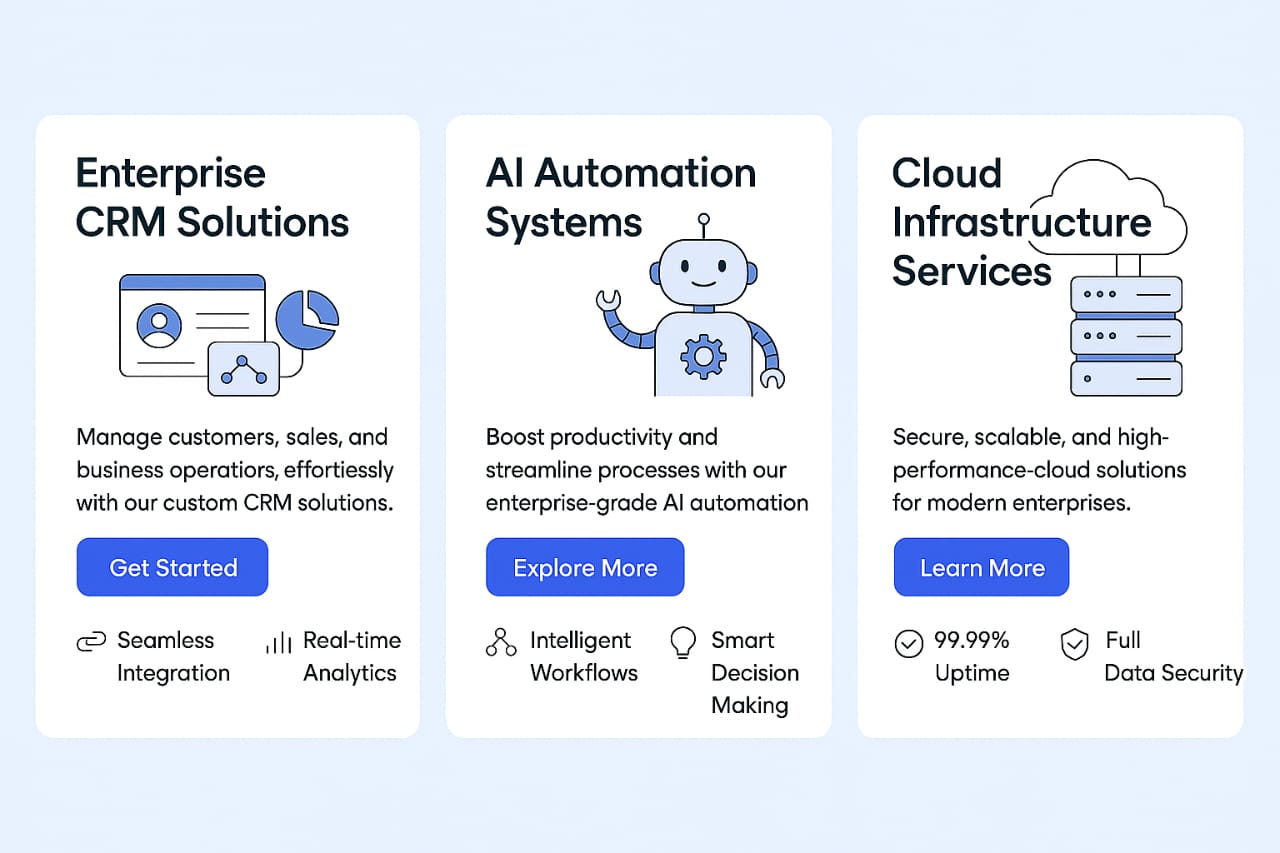 Enterprise
CRM Solutions
Manage customers, sales, and
business operatiors, effortiessly
with our custom CRM solutions.
Get Started
Seamless
Integration
Real-time
Analytics
AI Automation
Systems
Boost productivity and
streamline processes with our
enterprise-grade AI automation
Explore More
Intelligent
Workflows
Smart
Decision
Making
Cloud
Infrastructure
Services
Secure, scalable, and high-
performance-cloud solutions
for modern enterprises.
Learn More
99.99%
Uptime
Full
Data Security